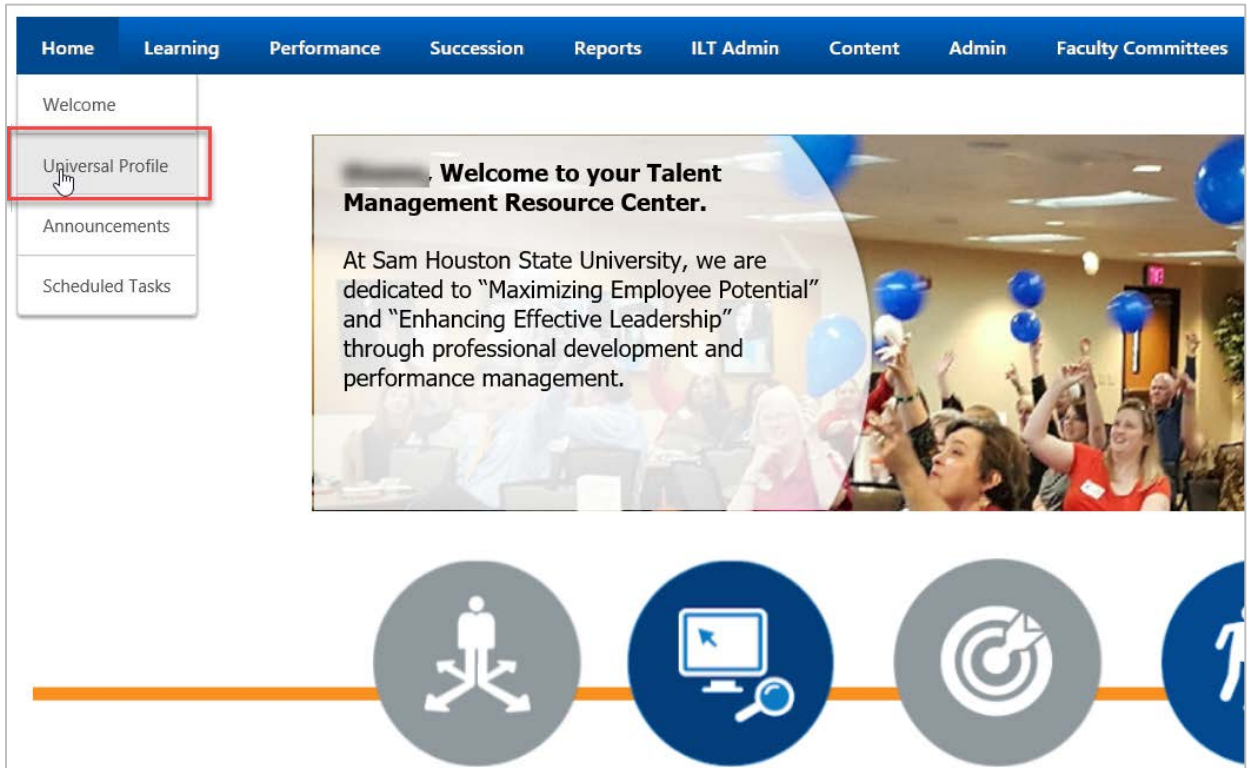 Home Learning Performance Succession Reports ILT Admin Content Admin Faculty Committees
Welcome
Universal Profile
Announcements
Scheduled Tasks
, Welcome to your Talent
Management Resource Center.
At Sam Houston State University, we are
dedicated to “Maximizing Employee Potential”
and “Enhancing Effective Leadership”
through professional development and
performance management.